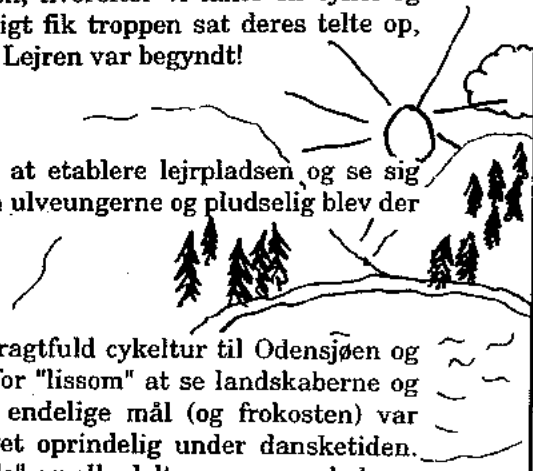 igt fik troppen sat deres telte op,
Lejren var begyndt!
at etablere lejrpladsen og se sig
ulveungerne og pludselig blev der
ragtfuld cykeltur til Odensjøen og
for "lissom" at se landskaberne og
endelige mål (og frokosten) var
et oprindelig under dansketiden.